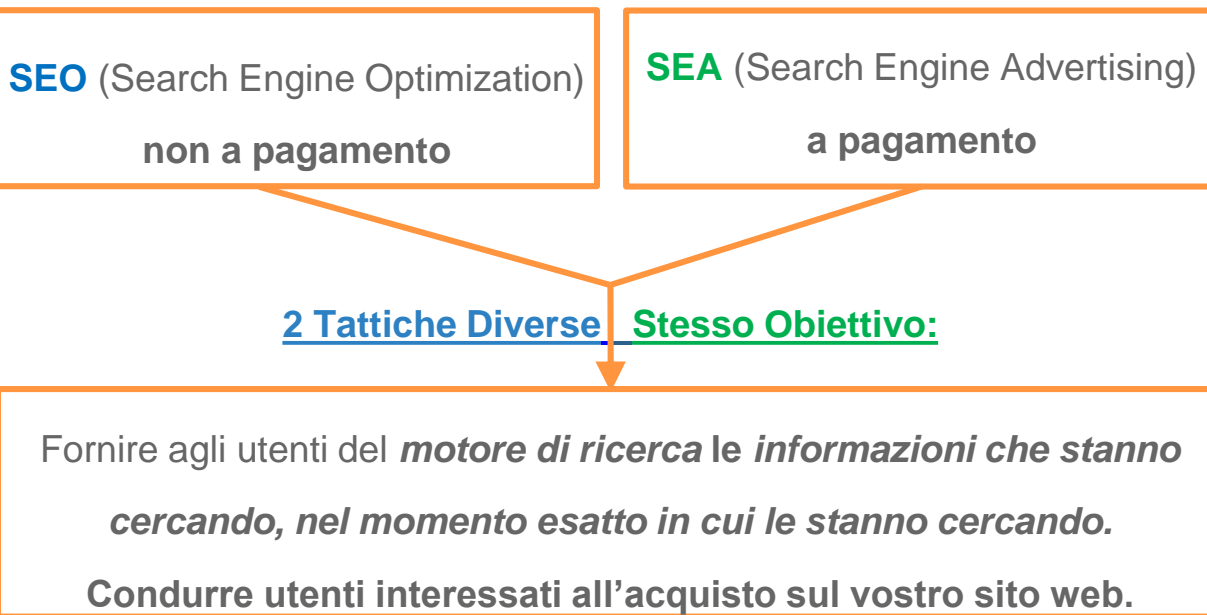 SEO (Search Engine Optimization)
non a pagamento
SEA (Search Engine Advertising)
a pagamento
2 Tattiche Diverse Stesso Obiettivo:
Fornire agli utenti del motore di ricerca le informazioni che stanno
cercando, nel momento esatto in cui le stanno cercando.
Condurre utenti interessati all’acquisto sul vostro sito web.